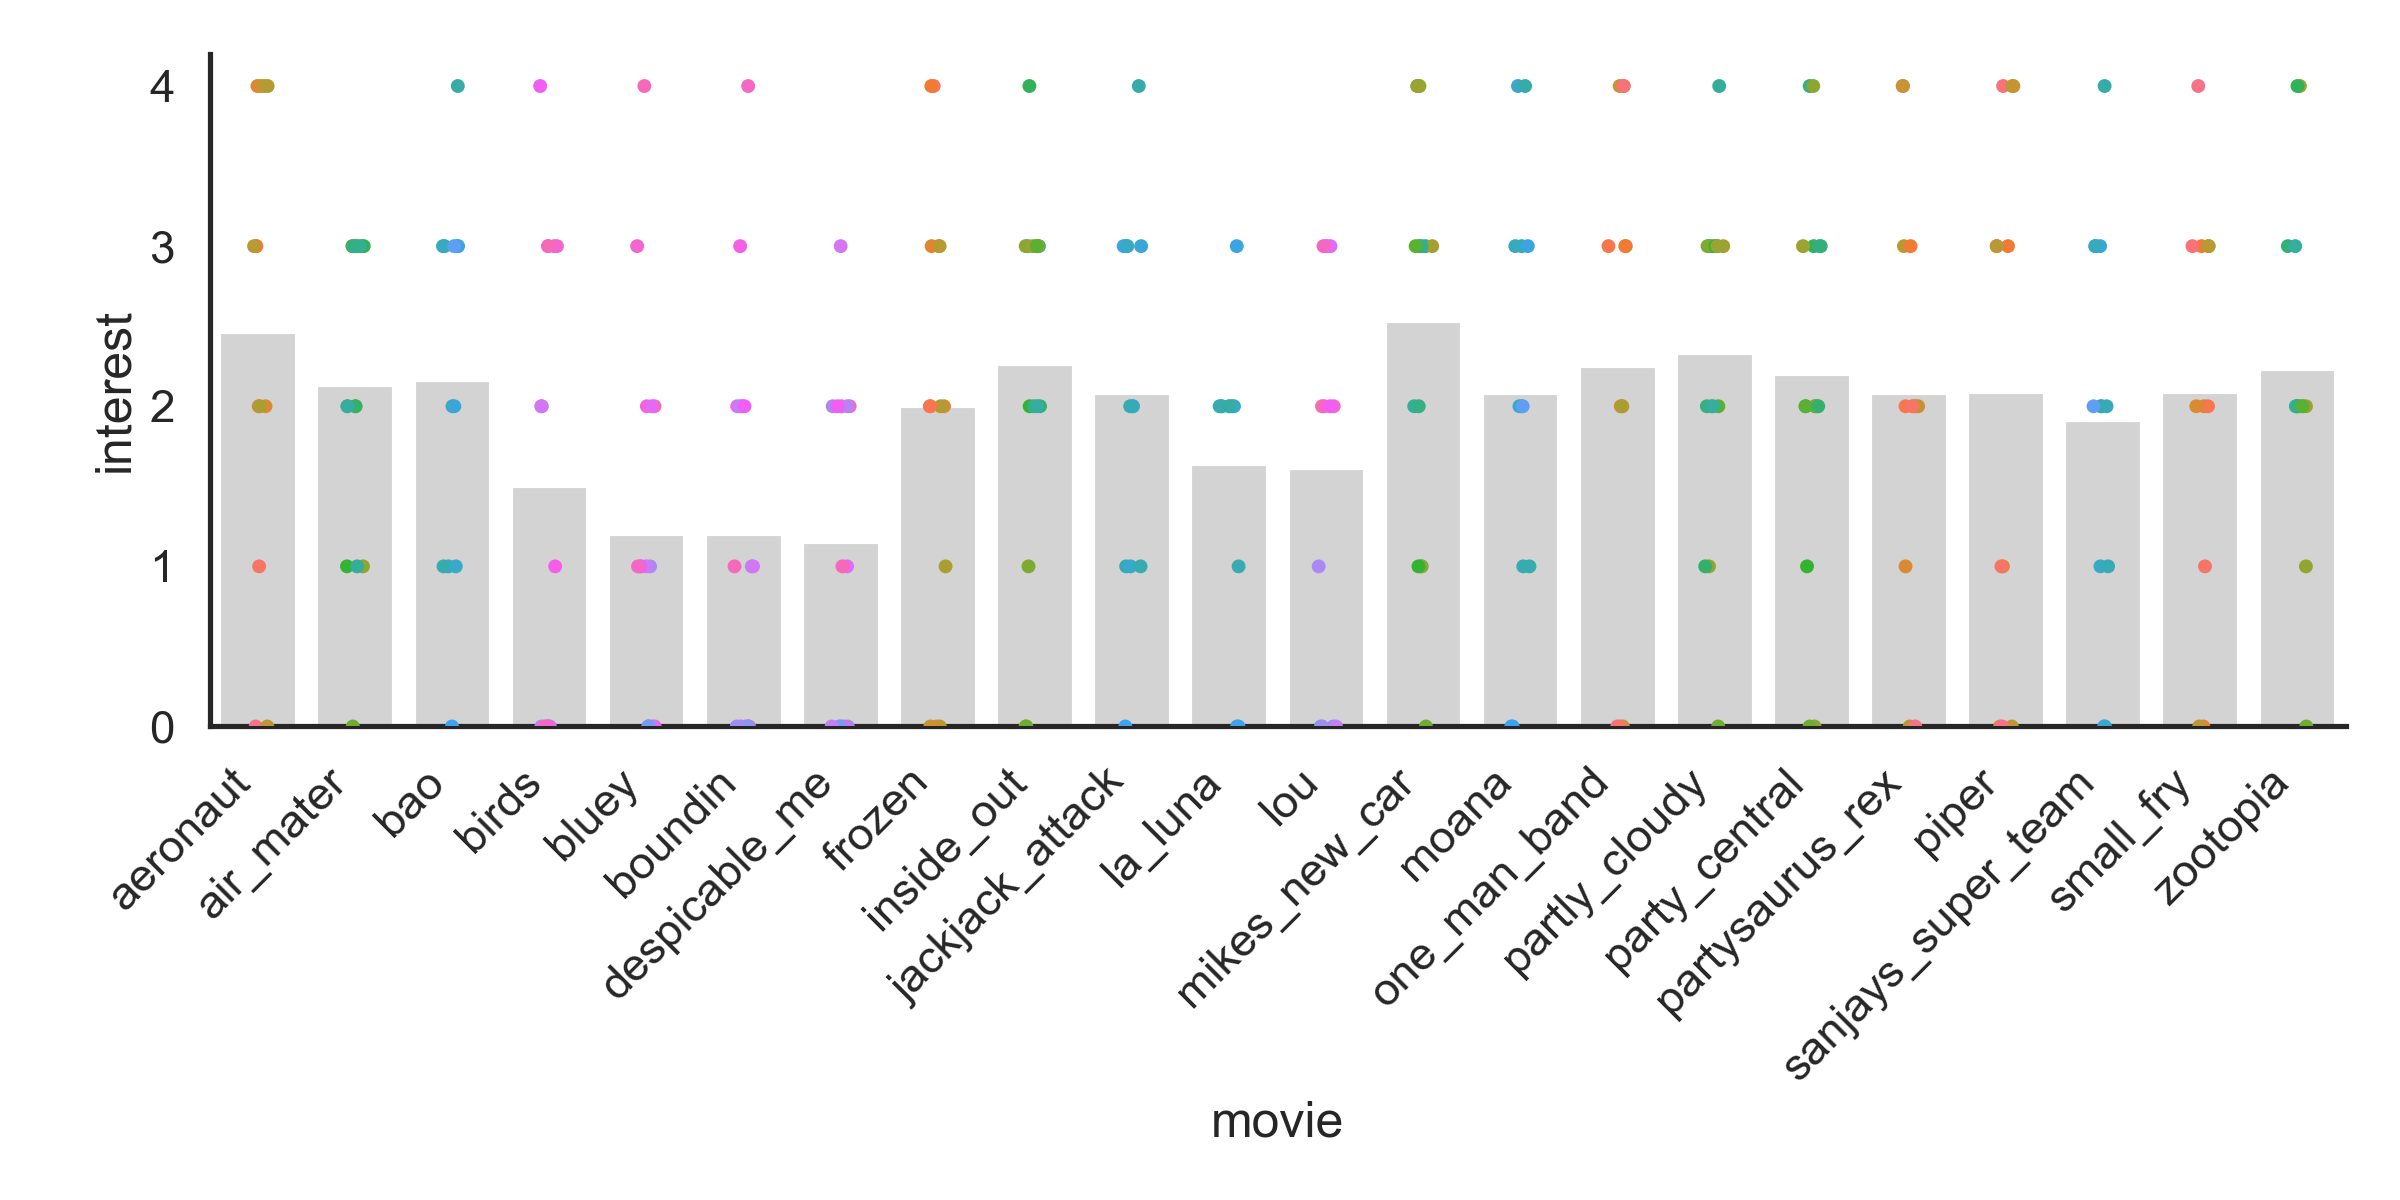 4
3
2
1
0
interest
aeronaut
air_mater
bao
birds
bluey
boundin
despicable_me
frozen
inside_out
jackjack_attack
la_luna
lou
mikes_new_car
moana
one_man_band
partly_cloudy
party_central
partysaurus_rex
piper
sanjays_super_team
small_fry
zootopia
movie